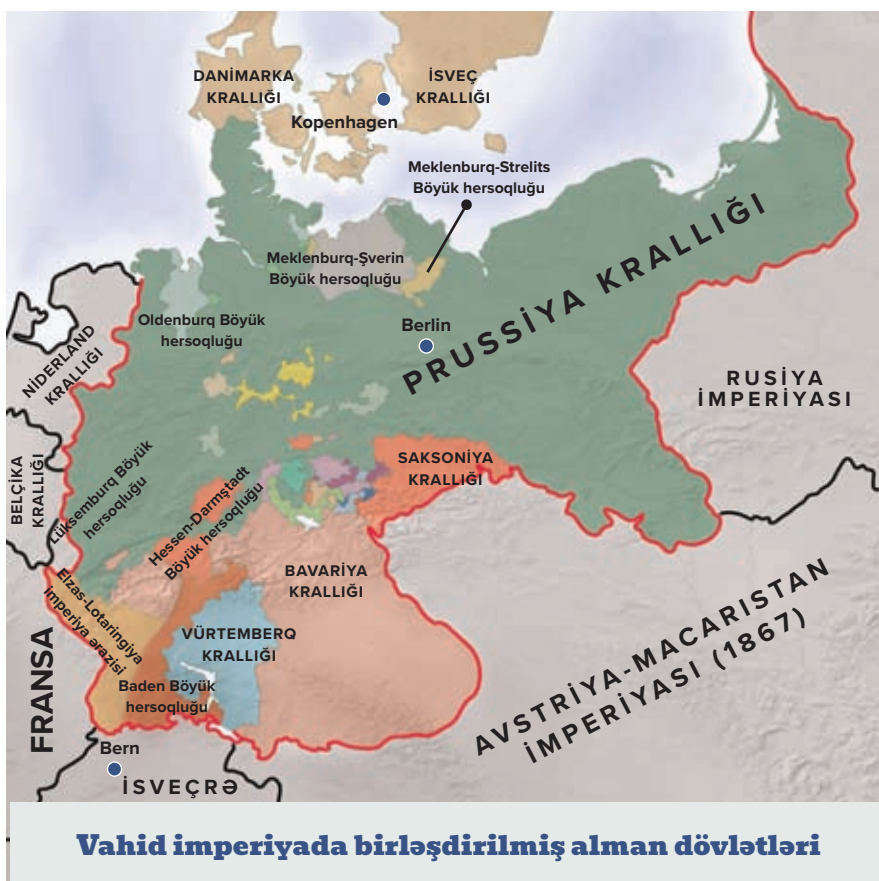 DANİMARKA
KRALLIĞI
İSVEÇ
KRALLIĞI
Kopenhagen
Meklenburq-Strelits
Böyük hersoqluğu
Meklenburq-Şverin
Böyük hersoqluğu
PRUSSİYA KRALLIĞI
Oldenburq Böyük
hersoqluğu
Berlin
NİDERLAND
KRALLIĞI
RUSİYA
İMPERİYASI
BELÇİKA
KRALLIĞI
Lüksemburq Böyük
hersoqluğu
Hessen-Darmştadt
Böyük hersoqluğu
SAKSONİYA
KRALLIĞI
BAVARİYA
KRALLIĞI
Elzas-Lotaringiya
imperiya ərazisi
VÜRTEMBERQ
KRALLIĞI
FRANSA
Baden Böyük
hersoqluğu
AVSTRİYA-MACARISTAN
İMPERİYASI (1867)
Bern
İSVEÇRƏ
Vahid imperiyada birləşdirilmiş alman dövlətləri